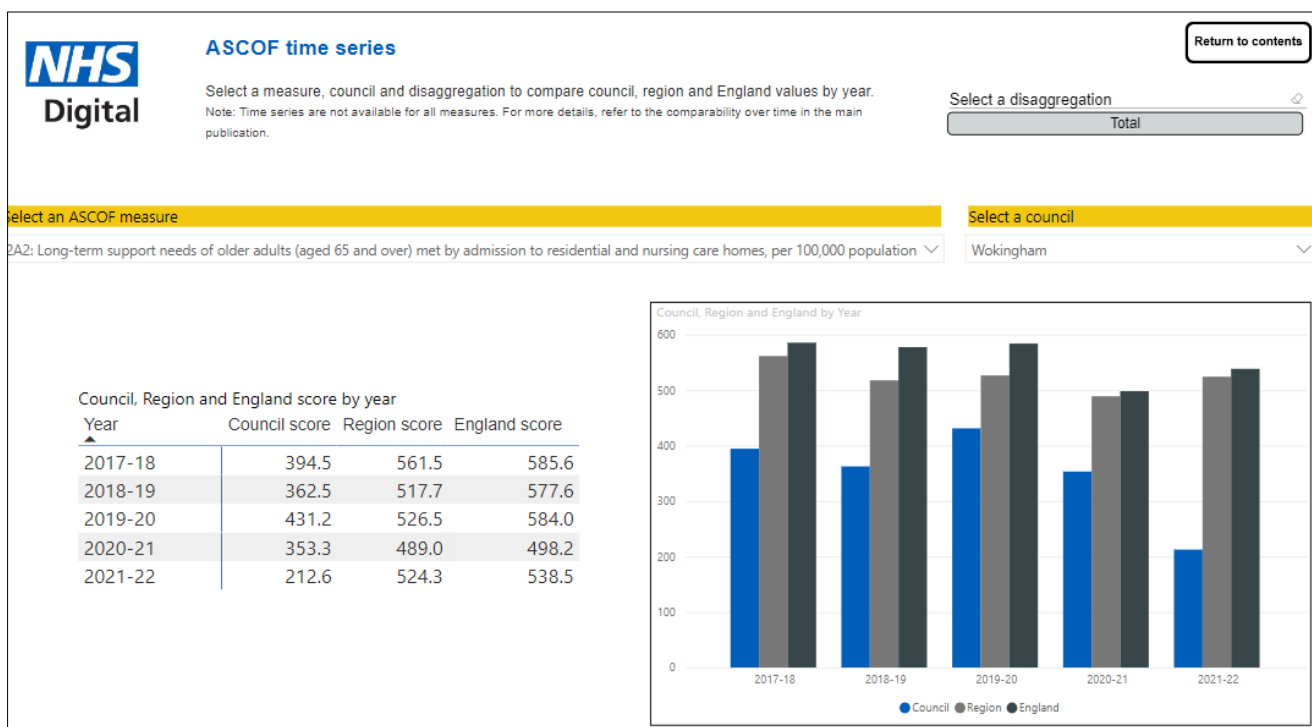 NHS
Digital
ASCOF time series
Select a measure, council and disaggregation to compare council, region and England values by year.
Note: Time series are not available for all measures. For more details, refer to the comparability over time in the main
publication.
Return to contents
Select a disaggregation
Total
Select an ASCOF measure
2A2: Long-term support needs of older adults (aged 65 and over) met by admission to residential and nursing care homes, per 100,000 population
Select a council
Wokingham
Council, Region and England score by year
Year Council score Region score England score
2017-18 394.5 561.5 585.6
2018-19 362.5 517.7 577.6
2019-20 431.2 526.5 584.0
2020-21 353.3 489.0 498.2
2021-22 212.6 524.3 538.5
Council, Region and England by Year
600
500
400
300
200
100
0
2017-18 2018-19 2019-20 2020-21 2021-22
Council Region England